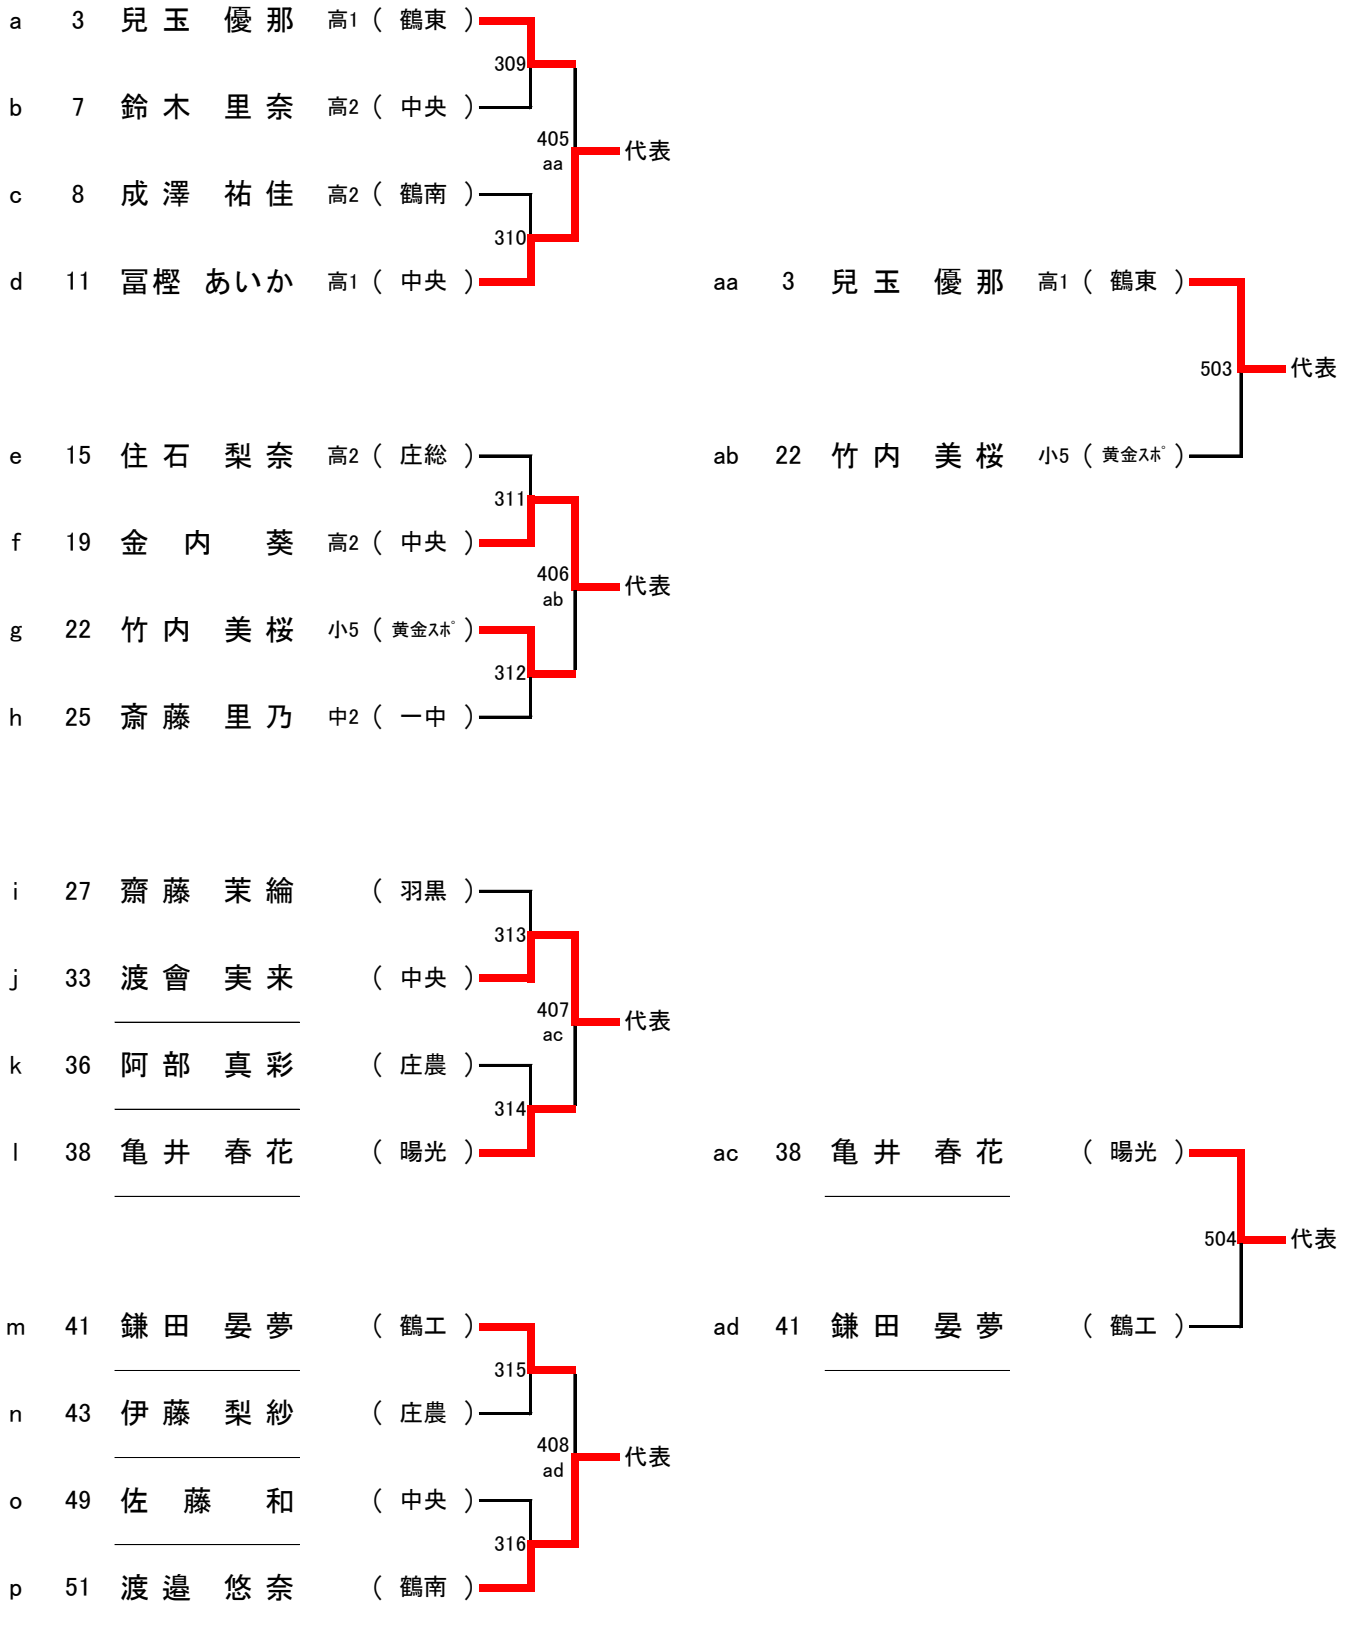 a 3 兒玉 優那 高1 ( 鶴東 )
309
b 7 鈴木 里奈 高2 ( 中央 )
405 代表
aa
c 8 成澤 祐佳 高2 ( 鶴南 )
310
d 11 冨樫 あいか 高1 ( 中央 )
aa 3 兒玉 優那 高1 ( 鶴東 )
503 代表
ab 22 竹内 美桜 小5 ( 黄金スポ )
e 15 住石 梨奈 高2 ( 庄総 )
311
f 19 金内 葵 高2 ( 中央 )
406 代表
ab
g 22 竹内 美桜 小5 ( 黄金スポ )
312
h 25 斎藤 里乃 中2 ( 一中 )
i 27 齋藤 茉綸 ( 羽黒 )
313
j 33 渡會 実来 ( 中央 )
407 代表
ac
k 36 阿部 真彩 ( 庄農 )
314
l 38 亀井 春花 ( 暘光 )
ac 38 亀井 春花 ( 暘光 )
504 代表
ad 41 鎌田 晏夢 ( 鶴工 )
m 41 鎌田 晏夢 ( 鶴工 )
315
n 43 伊藤 梨紗 ( 庄農 )
408 代表
ad
o 49 佐藤 和 ( 中央 )
316
p 51 渡邉 悠奈 ( 鶴南 )